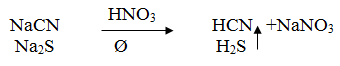 HNO₃
NaCN → HCN↑ +NaNO₃
Na₂S Ø H₂S ↑